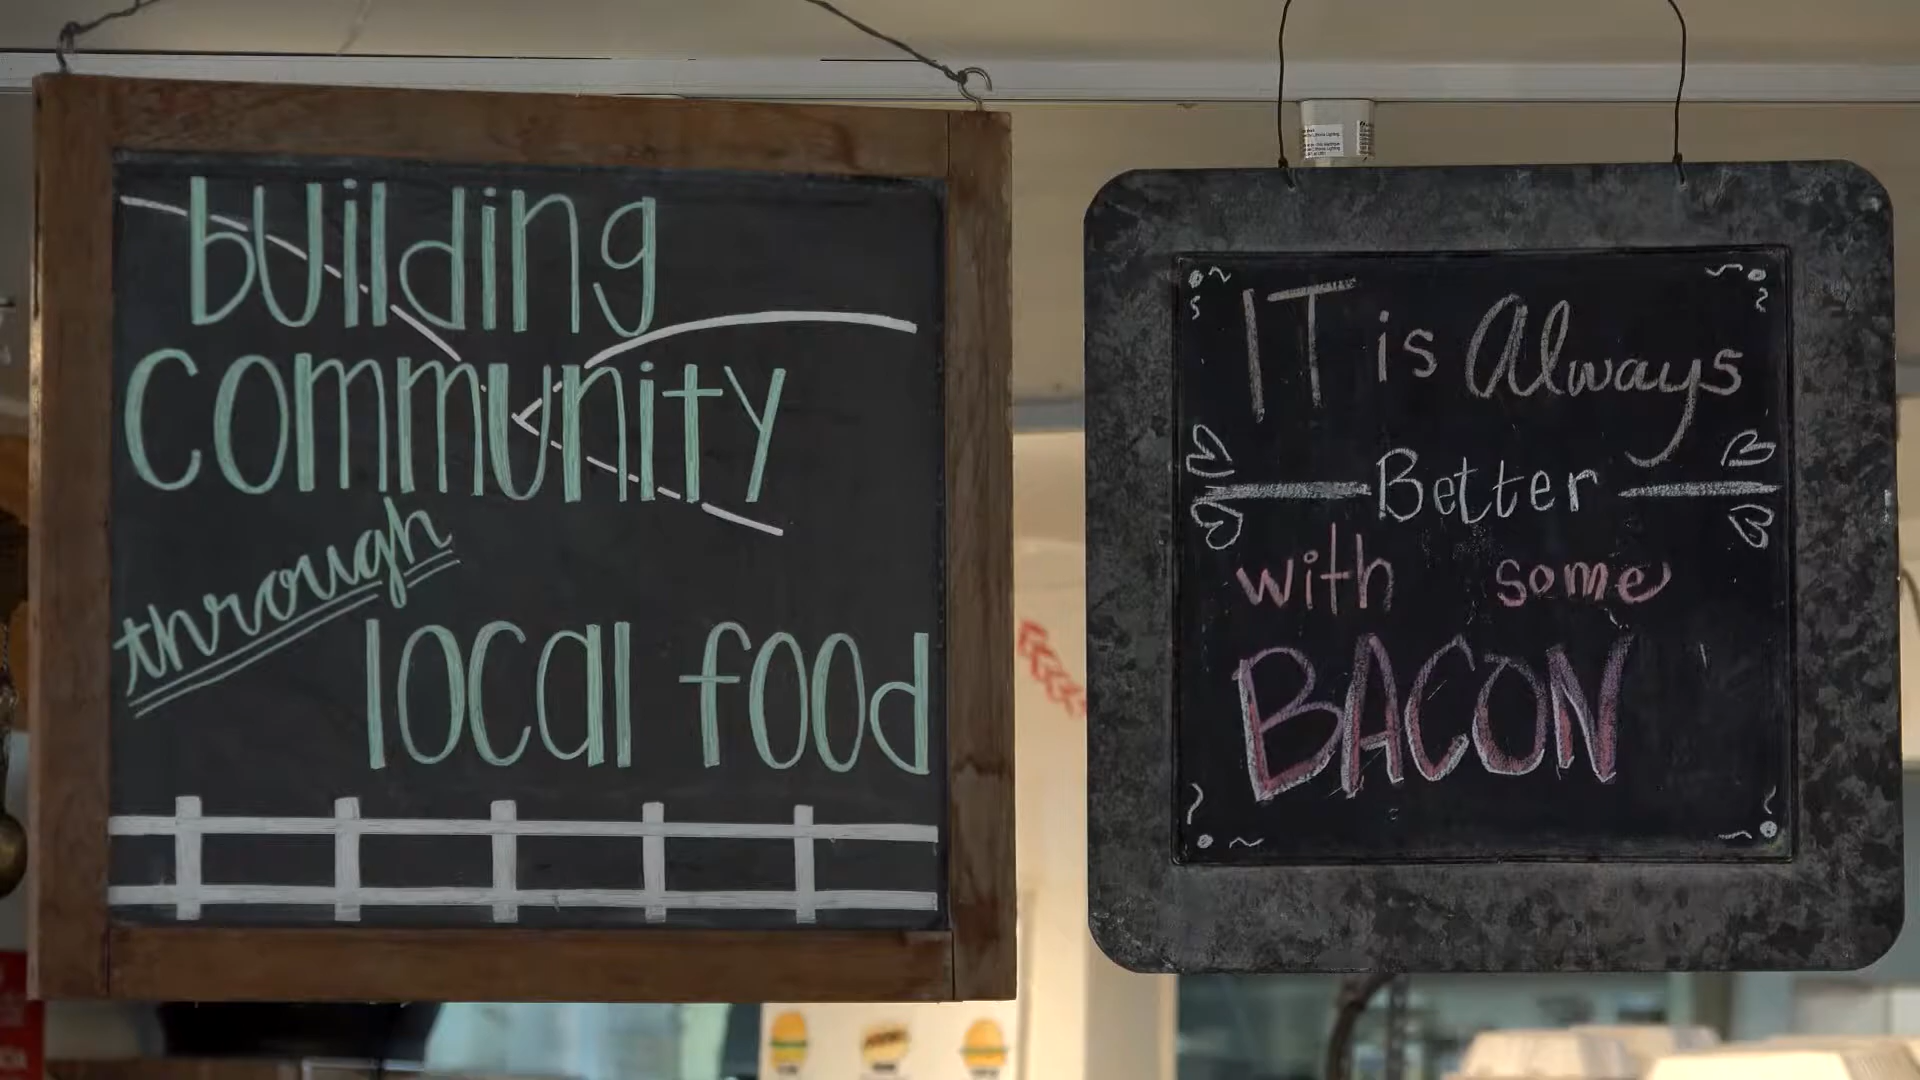 building
community
through
local food
IT is Always
Better
with some
BACON